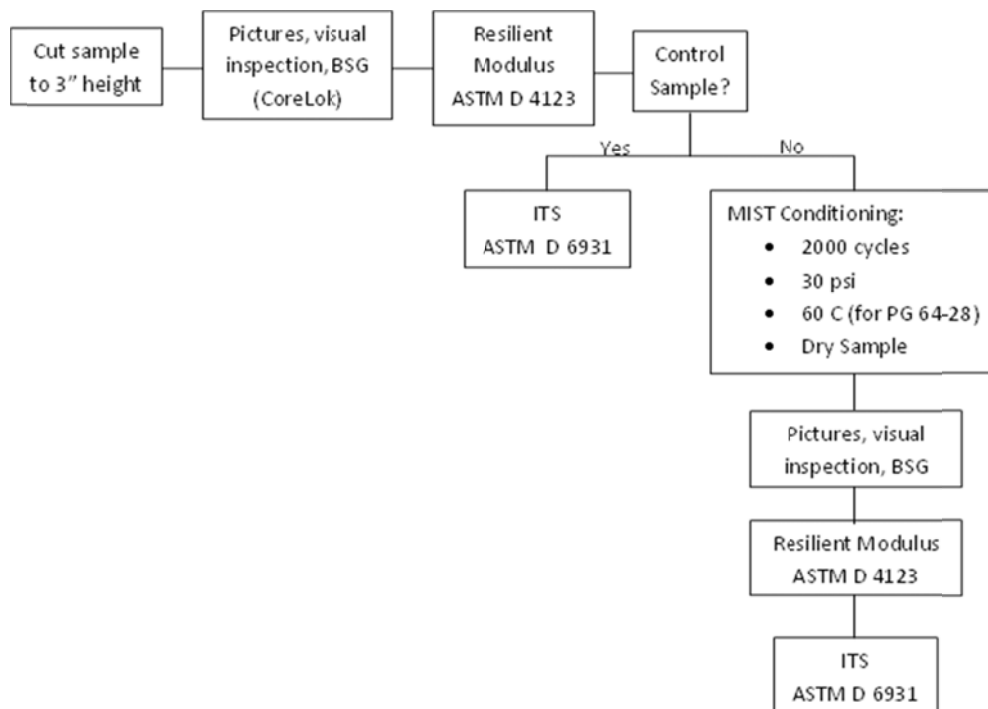 Cut sample
to 3” height
Pictures, visual
inspection, BSG
(CoreLok)
Resilient
Modulus
ASTM D 4123
Control
Sample?
Yes
No
ITS
ASTM D 6931
MIST Conditioning:
• 2000 cycles
• 30 psi
• 60 C (for PG 64-28)
• Dry Sample
Pictures, visual
inspection, BSG
Resilient Modulus
ASTM D 4123
ITS
ASTM D 6931